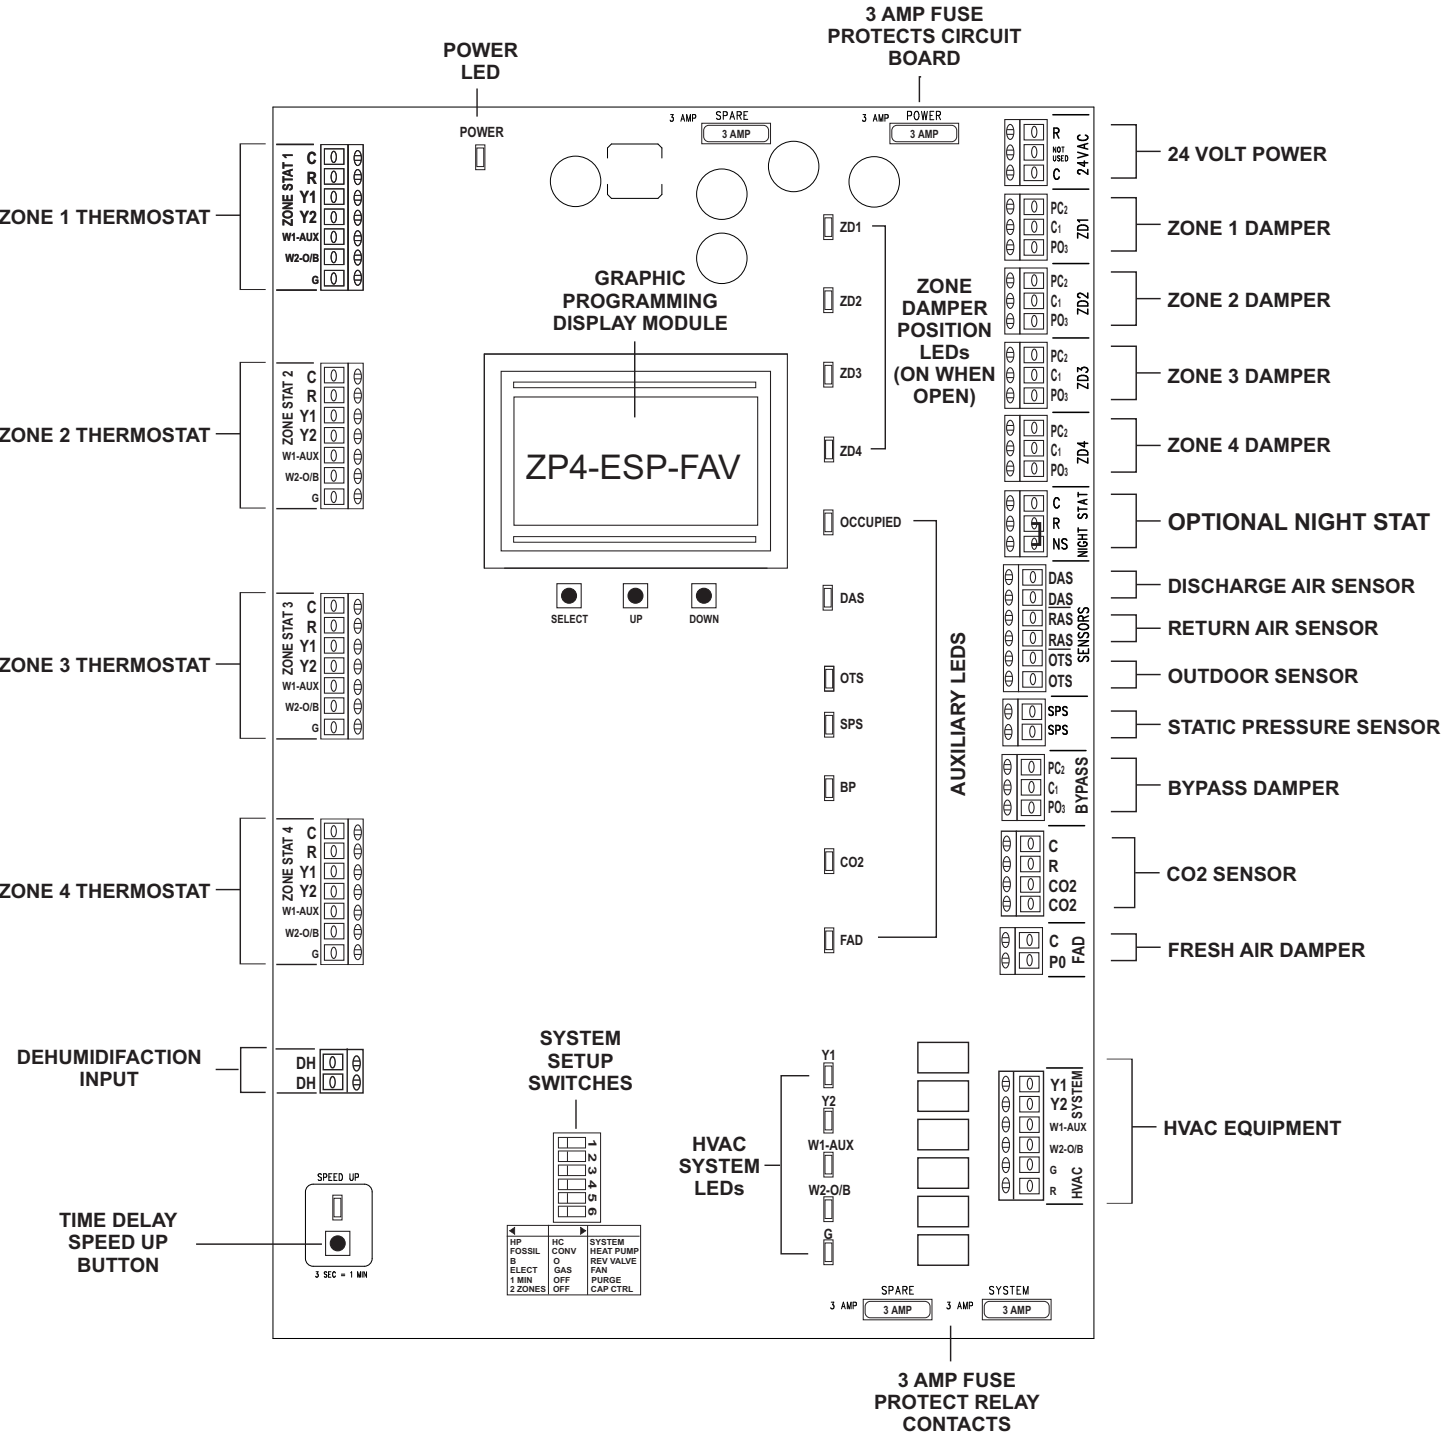 3 AMP FUSE
PROTECTS CIRCUIT
BOARD
POWER
LED
3 AMP SPARE
3 AMP
3 AMP POWER
3 AMP
POWER
ZONE 1 THERMOSTAT
ZONE STAT 1
C
R
Y1
Y2
W1-AUX
W2-O/B
G
ZONE 2 THERMOSTAT
ZONE STAT 2
C
R
Y1
Y2
W1-AUX
W2-O/B
G
ZONE 3 THERMOSTAT
ZONE STAT 3
C
R
Y1
Y2
W1-AUX
W2-O/B
G
ZONE 4 THERMOSTAT
ZONE STAT 4
C
R
Y1
Y2
W1-AUX
W2-O/B
G
DEHUMIDIFACTION
INPUT
DH
DH
TIME DELAY
SPEED UP
BUTTON
SPEED UP
3 SEC = 1 MIN
GRAPHIC
PROGRAMMING
DISPLAY MODULE
ZP4-ESP-FAV
SELECT
UP
DOWN
SYSTEM
SETUP
SWITCHES
1
2
3
4
5
6
HP HC SYSTEM
FOSSIL CONV HEAT PUMP
B O REV VALVE
ELECT GAS FAN
1 MIN OFF PURGE
2 ZONES OFF CAP CTRL
ZD1
ZD2
ZD3
ZD4
ZONE
DAMPER
POSITION
LEDs
(ON WHEN
OPEN)
OCCUPIED
DAS
OTS
SPS
BP
CO2
FAD
AUXILIARY LEDS
HVAC
SYSTEM
LEDs
Y1
Y2
W1-AUX
W2-O/B
G
R
NOT
USED
C
24VAC
24 VOLT POWER
PC2
C1
PO3
ZD1
ZONE 1 DAMPER
PC2
C1
PO3
ZD2
ZONE 2 DAMPER
PC2
C1
PO3
ZD3
ZONE 3 DAMPER
PC2
C1
PO3
ZD4
ZONE 4 DAMPER
C
R
NS
NIGHT STAT
OPTIONAL NIGHT STAT
DAS
DAS
RAS
RAS
OTS
OTS
SENSORS
DISCHARGE AIR SENSOR
RETURN AIR SENSOR
OUTDOOR SENSOR
SPS
SPS
STATIC PRESSURE SENSOR
PC2
C1
PO3
BYPASS
BYPASS DAMPER
C
R
CO2
CO2
CO2 SENSOR
C
P0
FAD
FRESH AIR DAMPER
Y1
Y2
W1-AUX
W2-O/B
G
R
HVAC SYSTEM
HVAC EQUIPMENT
SPARE
3 AMP
3 AMP
SYSTEM
3 AMP
3 AMP
3 AMP FUSE
PROTECT RELAY
CONTACTS